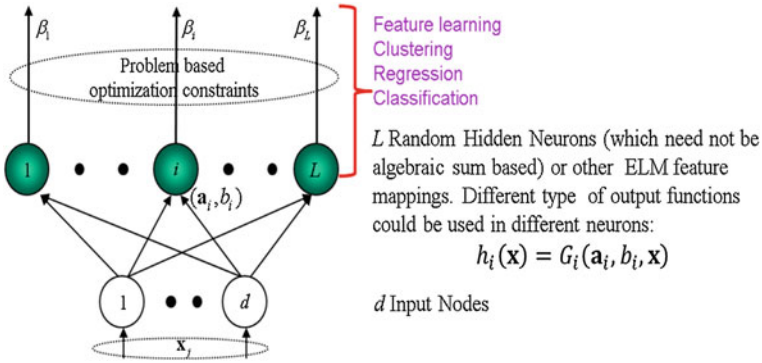 β₁ βᵢ β_L
Problem based
optimization constraints
Feature learning
Clustering
Regression
Classification
1 i L
(aᵢ,bᵢ)
L Random Hidden Neurons (which need not be
algebraic sum based) or other ELM feature
mappings. Different type of output functions
could be used in different neurons:
hᵢ(x) = Gᵢ(aᵢ, bᵢ, x)
1 d
d Input Nodes
xⱼ